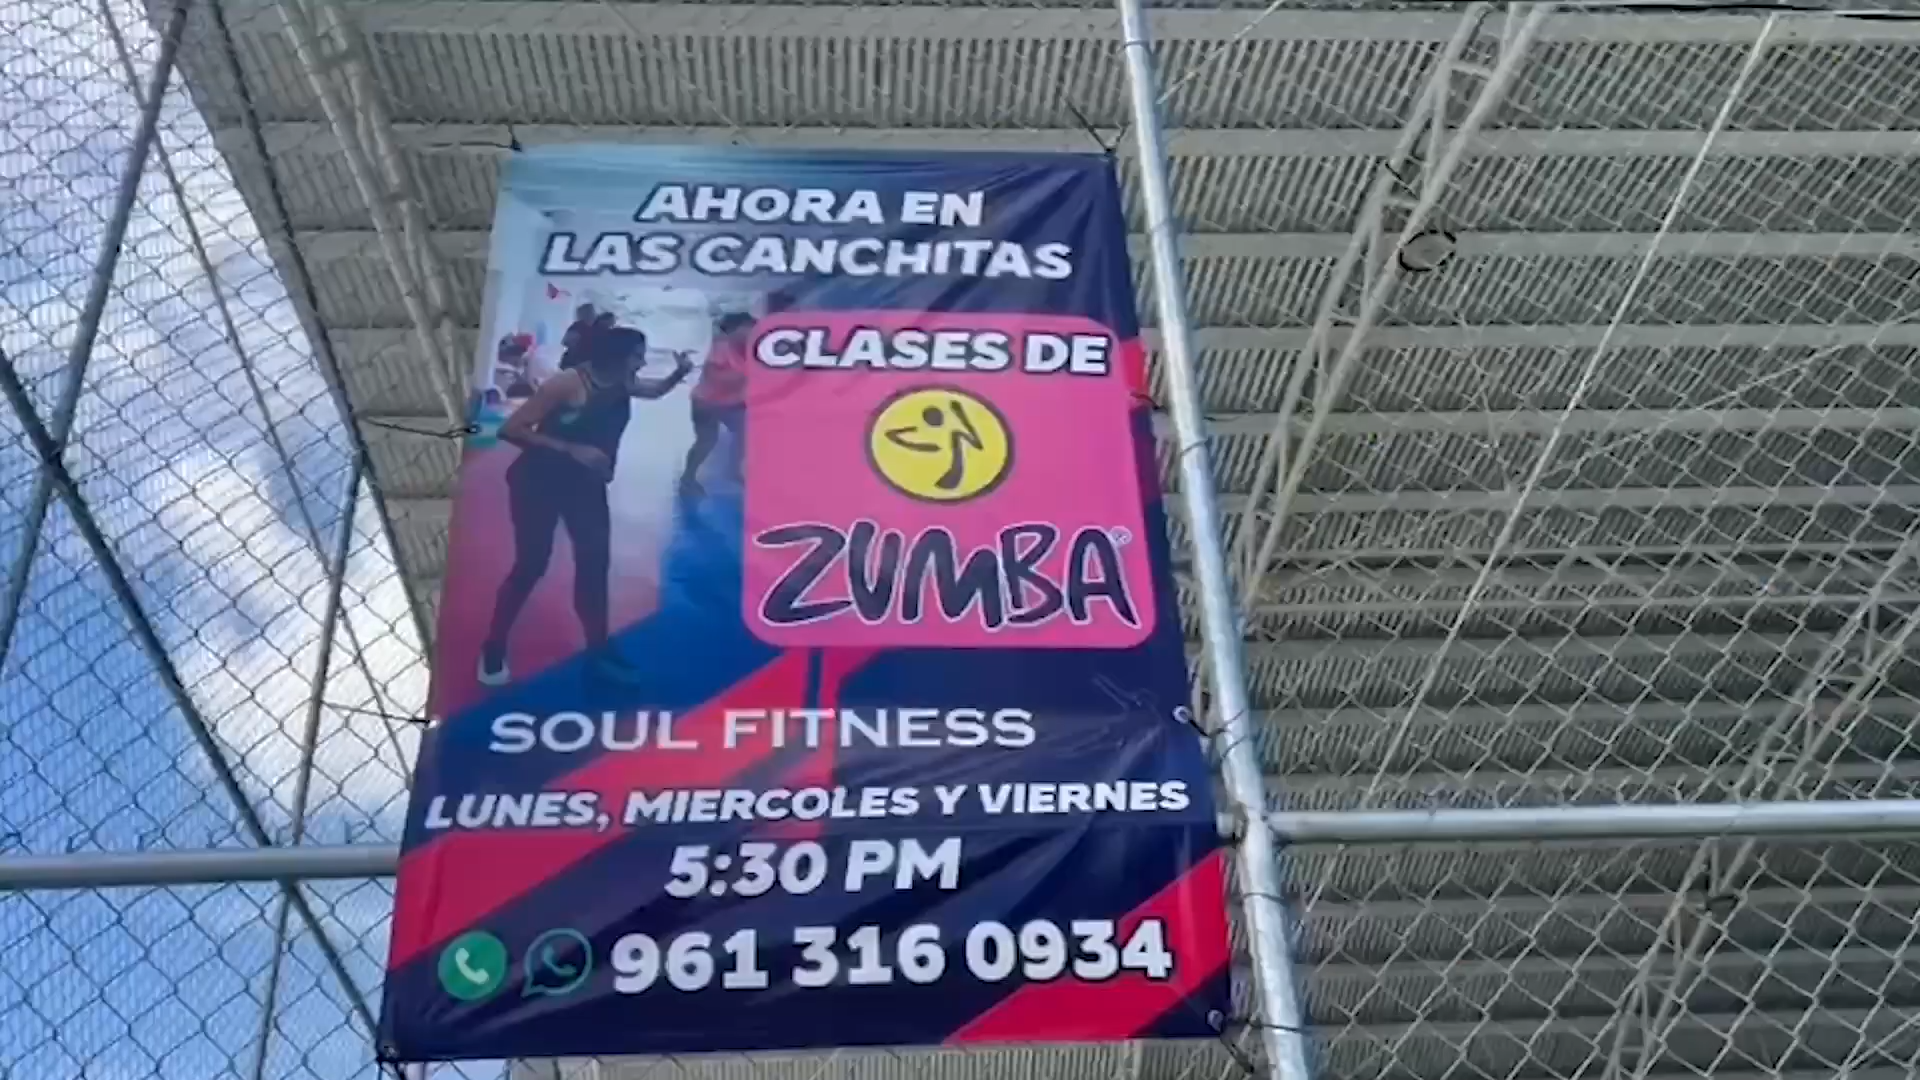 AHORA EN
LAS CANCHITAS
CLASES DE
ZUMBA®
SOUL FITNESS
LUNES, MIERCOLES Y VIERNES
5:30 PM
961 316 0934